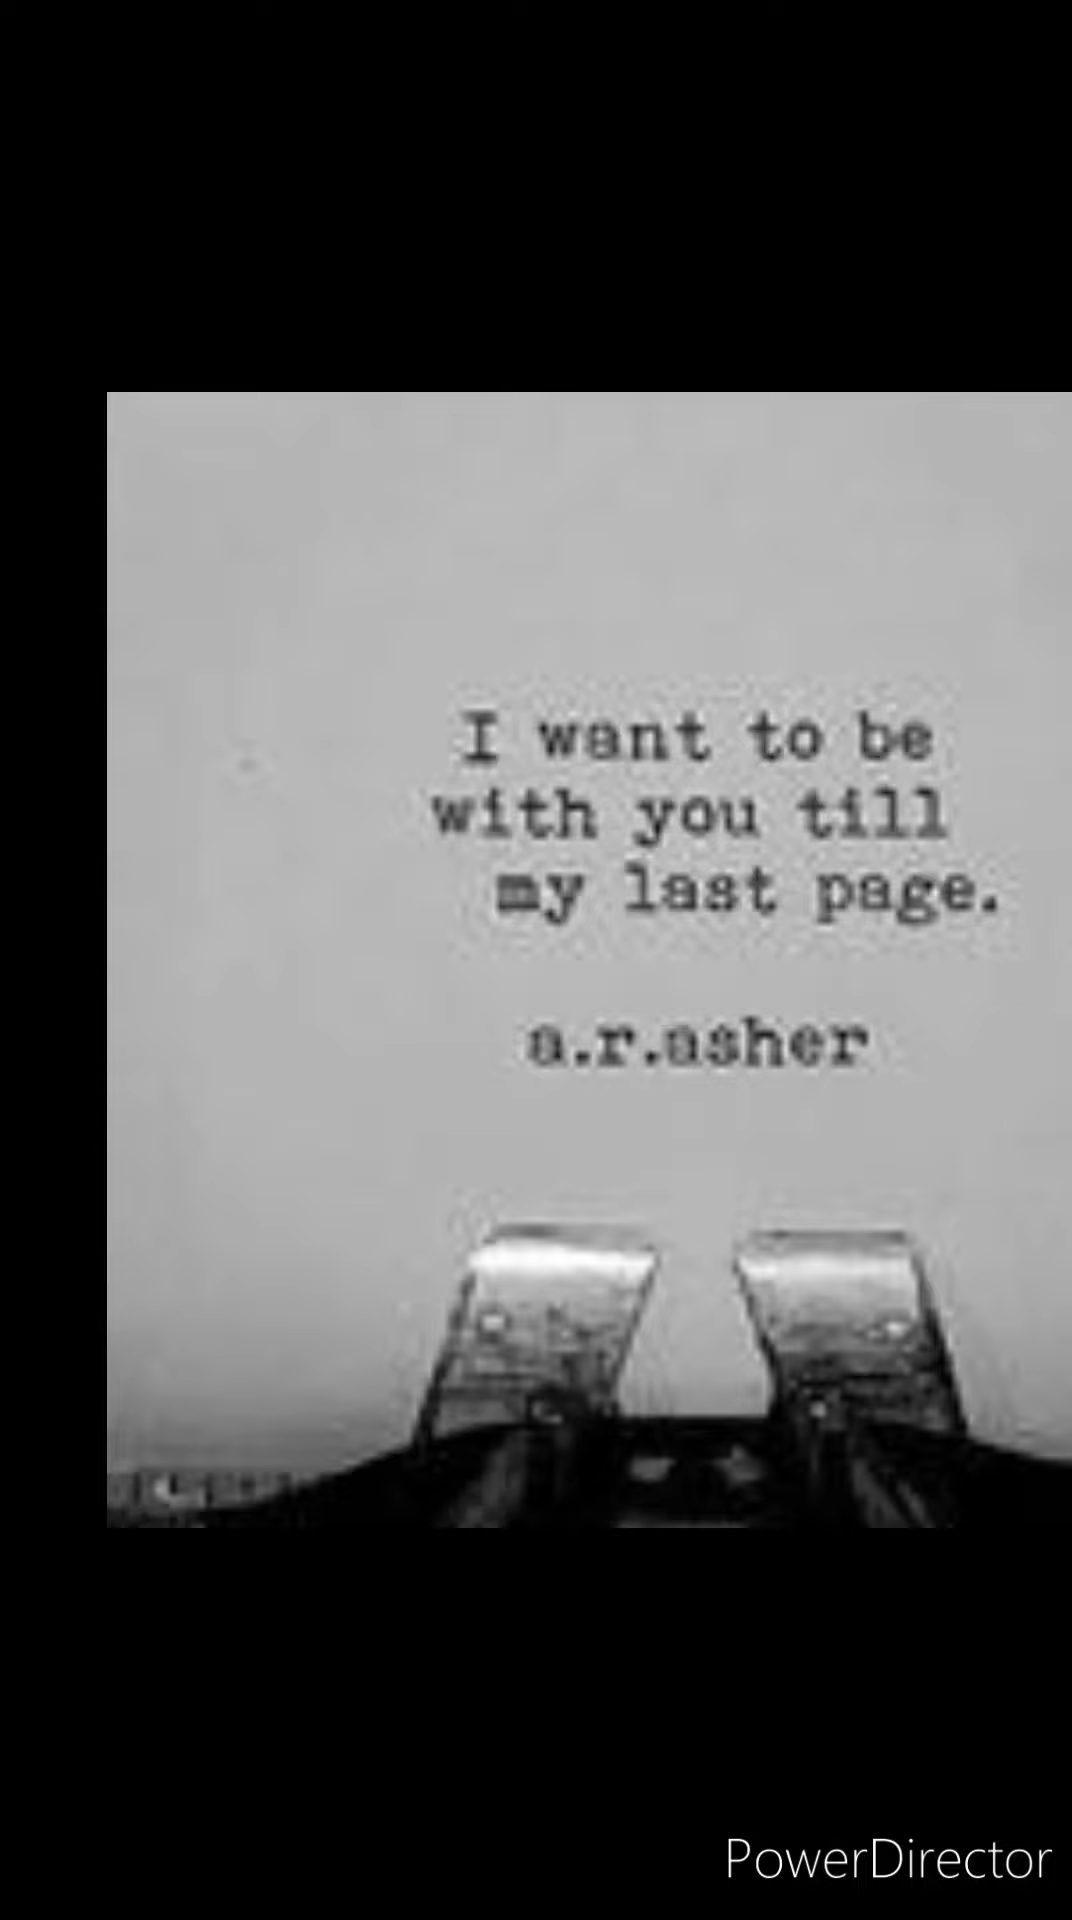 I want to be
with you till
my last page.
a.r.asher
PowerDirector